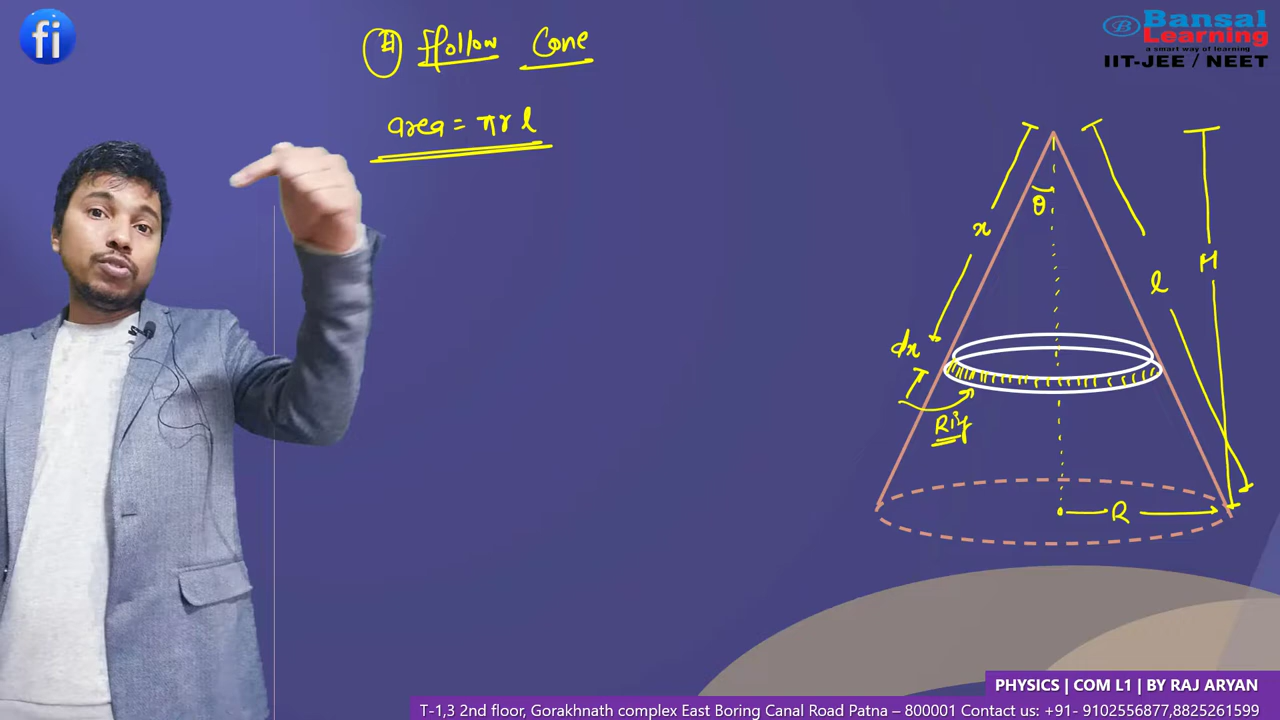 fi
(#) Hollow Cone
area = πr l
Bansal
Learning
a smart way of learning
IIT-JEE / NEET
θ
x
l
H
dx
Ring
R
PHYSICS | COM L1 | BY RAJ ARYAN
T-1,3 2nd floor, Gorakhnath complex East Boring Canal Road Patna – 800001 Contact us: +91- 9102556877,8825261599